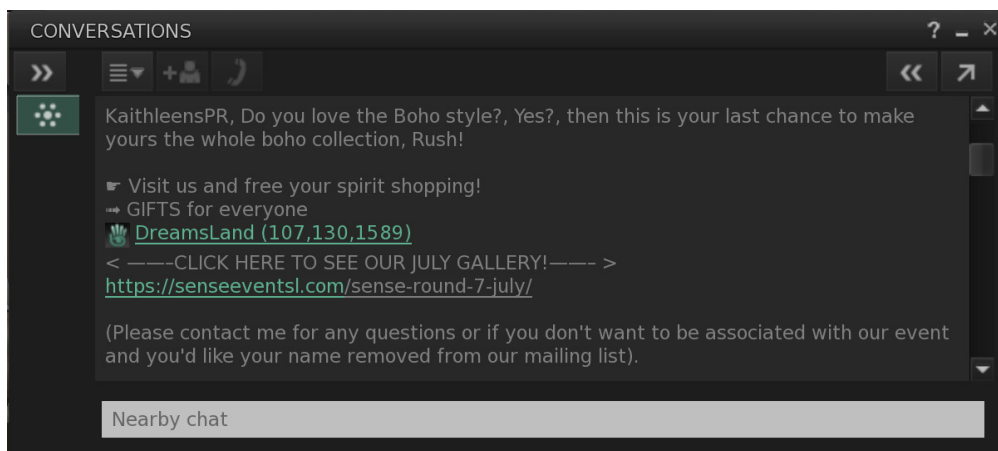 CONVERSATIONS
KaithleensPR, Do you love the Boho style?, Yes?, then this is your last chance to make
yours the whole boho collection, Rush!
☛ Visit us and free your spirit shopping!
➟ GIFTS for everyone
DreamsLand (107,130,1589)
< ——–CLICK HERE TO SEE OUR JULY GALLERY!——– >
https://senseeventsl.com/sense-round-7-july/
(Please contact me for any questions or if you don't want to be associated with our event
and you'd like your name removed from our mailing list).
Nearby chat